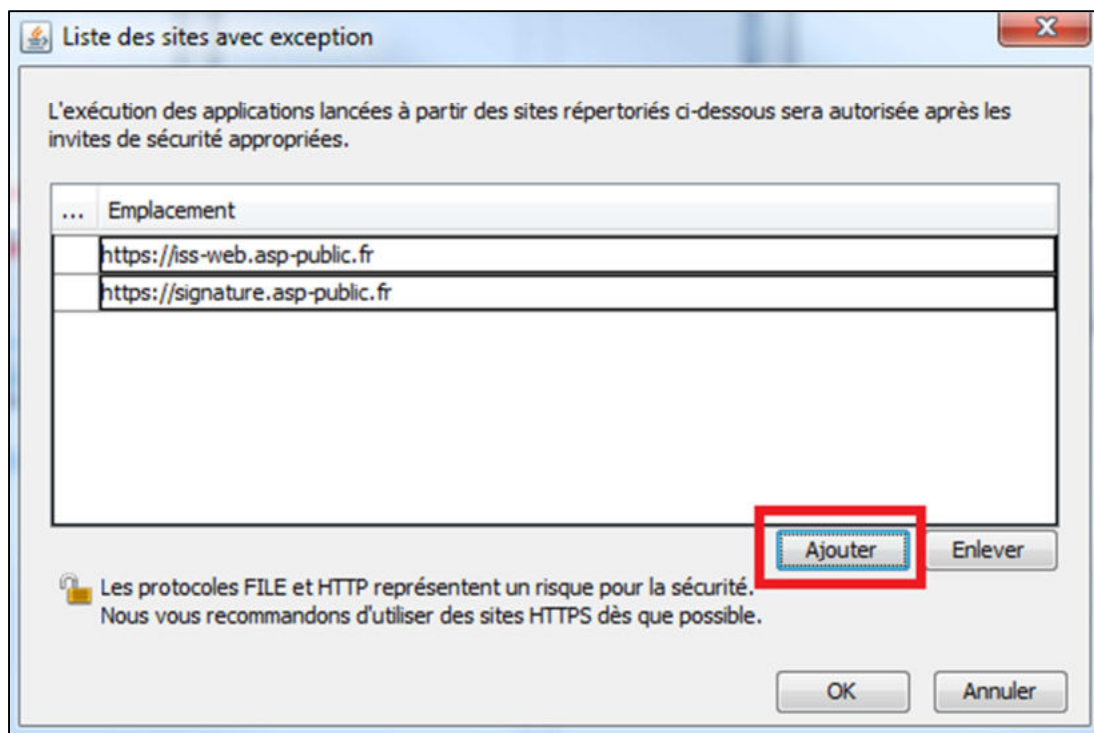 Liste des sites avec exception
L'exécution des applications lancées à partir des sites répertoriés ci-dessous sera autorisée après les
invites de sécurité appropriées.
... Emplacement
https://iss-web.asp-public.fr
https://signature.asp-public.fr
Ajouter Enlever
Les protocoles FILE et HTTP représentent un risque pour la sécurité.
Nous vous recommandons d'utiliser des sites HTTPS dès que possible.
OK Annuler